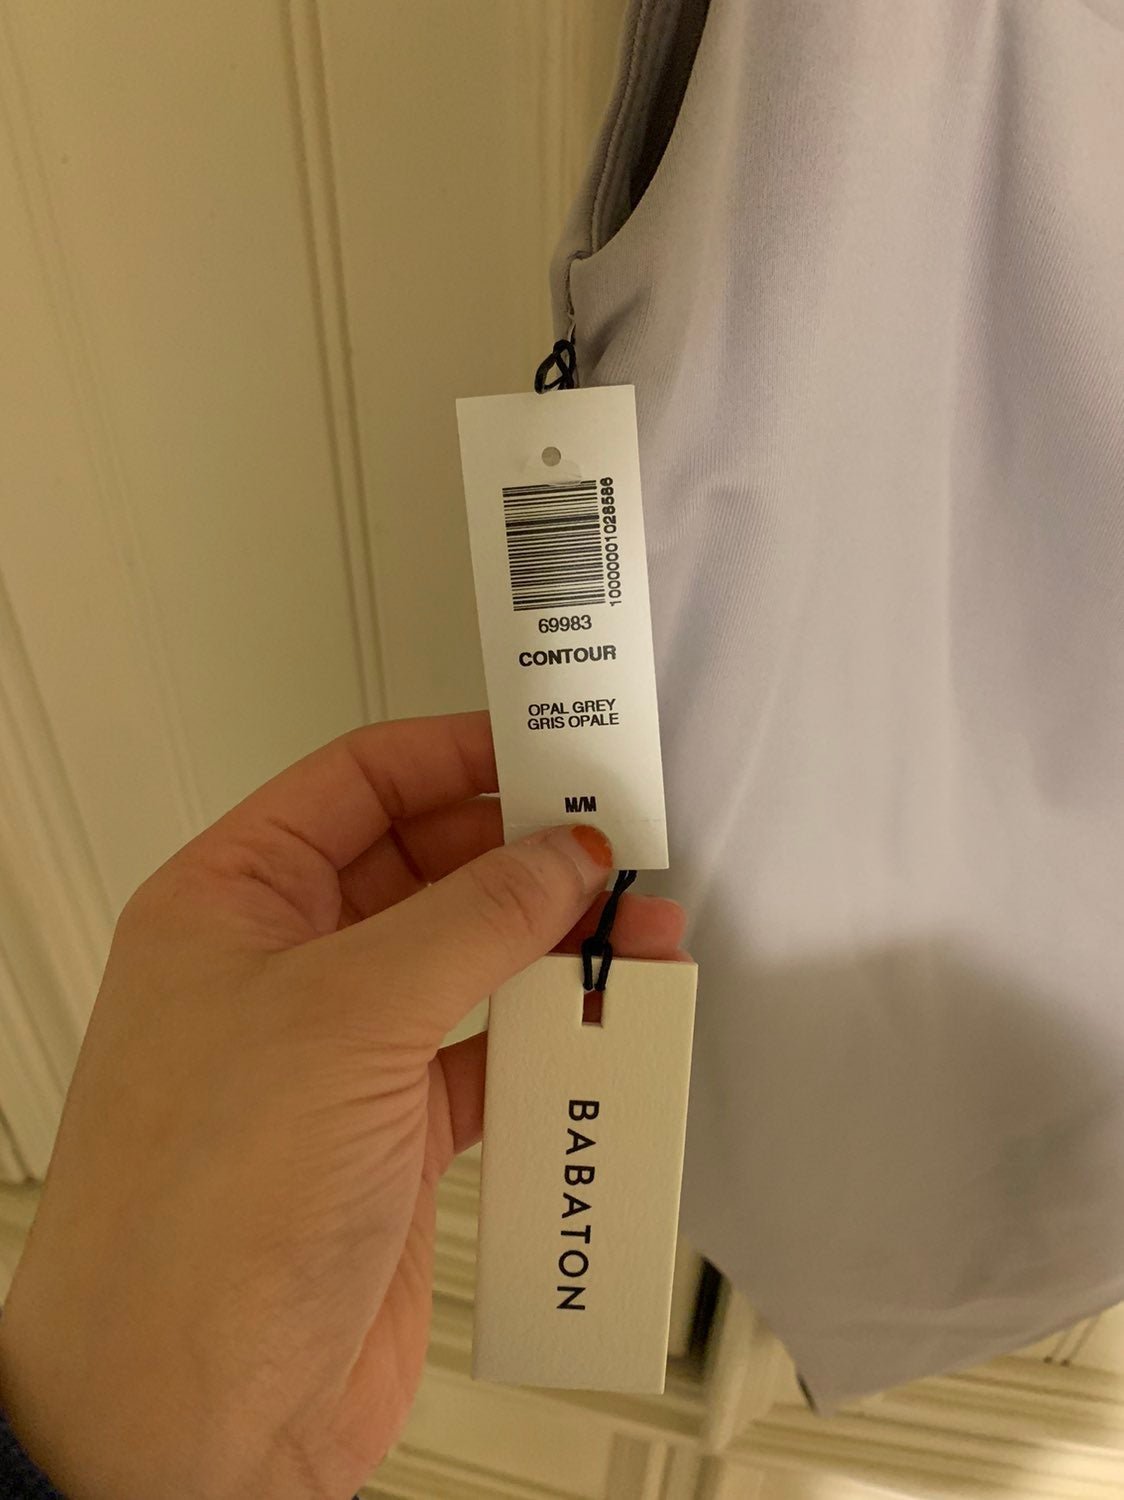 1000001028586
69983
CONTOUR
OPAL GREY
GRIS OPALE
M/M
BABATON